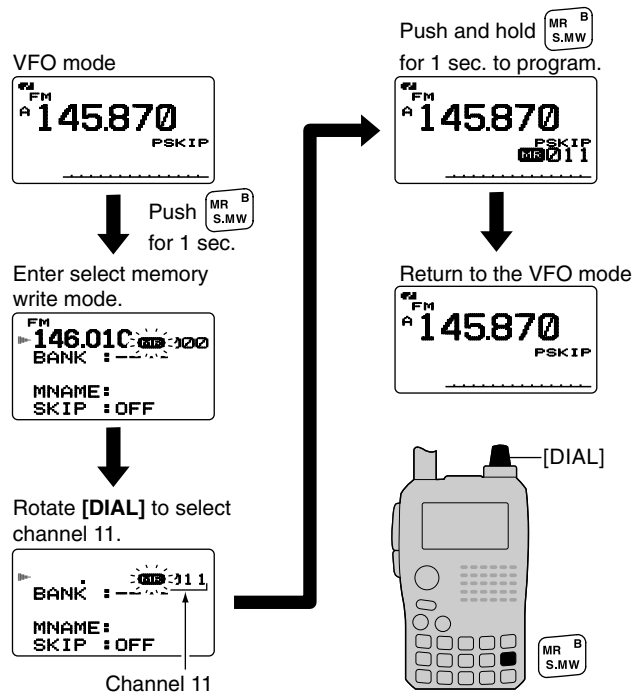 VFO mode
FM
A 145.870
PSKIP
Push MR B S.MW
for 1 sec.
Enter select memory
write mode.
FM
146.010 MR 000
BANK : -- --
MNAME:
SKIP :OFF
Rotate [DIAL] to select
channel 11.
. MR 011
BANK : -- --
MNAME:
SKIP :OFF
Channel 11
Push and hold MR B S.MW
for 1 sec. to program.
FM
A 145.870
PSKIP
MR 011
Return to the VFO mode
FM
A 145.870
PSKIP
[DIAL]
MR B
S.MW